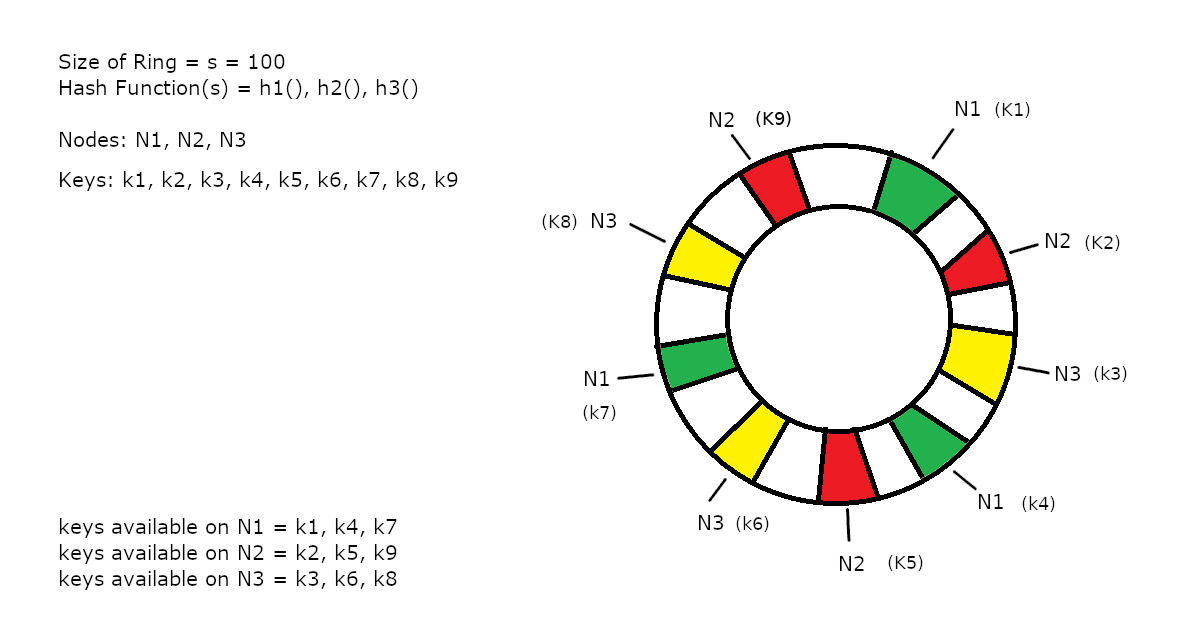 Size of Ring = s = 100
Hash Function(s) = h1(), h2(), h3()
Nodes: N1, N2, N3
Keys: k1, k2, k3, k4, k5, k6, k7, k8, k9
N1 (K1)
N2 (K2)
N3 (k3)
N1 (k4)
N2 (K5)
N3 (k6)
N1
(k7)
(K8) N3
N2 (K9)
keys available on N1 = k1, k4, k7
keys available on N2 = k2, k5, k9
keys available on N3 = k3, k6, k8